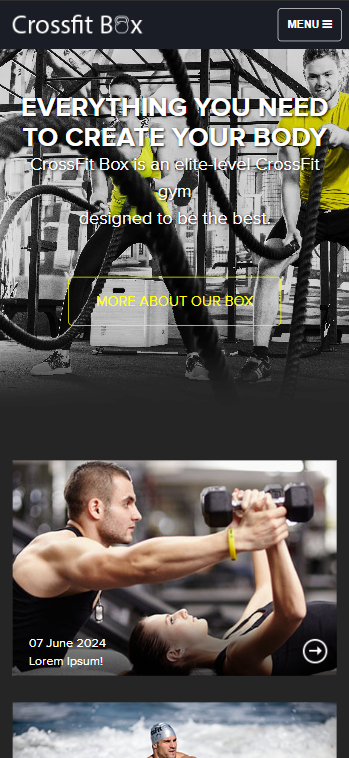 Crossfit Box
MENU
EVERYTHING YOU NEED
TO CREATE YOUR BODY
CrossFit Box is an elite-level CrossFit
gym
designed to be the best.
MORE ABOUT OUR BOX
07 June 2024
Lorem Ipsum!